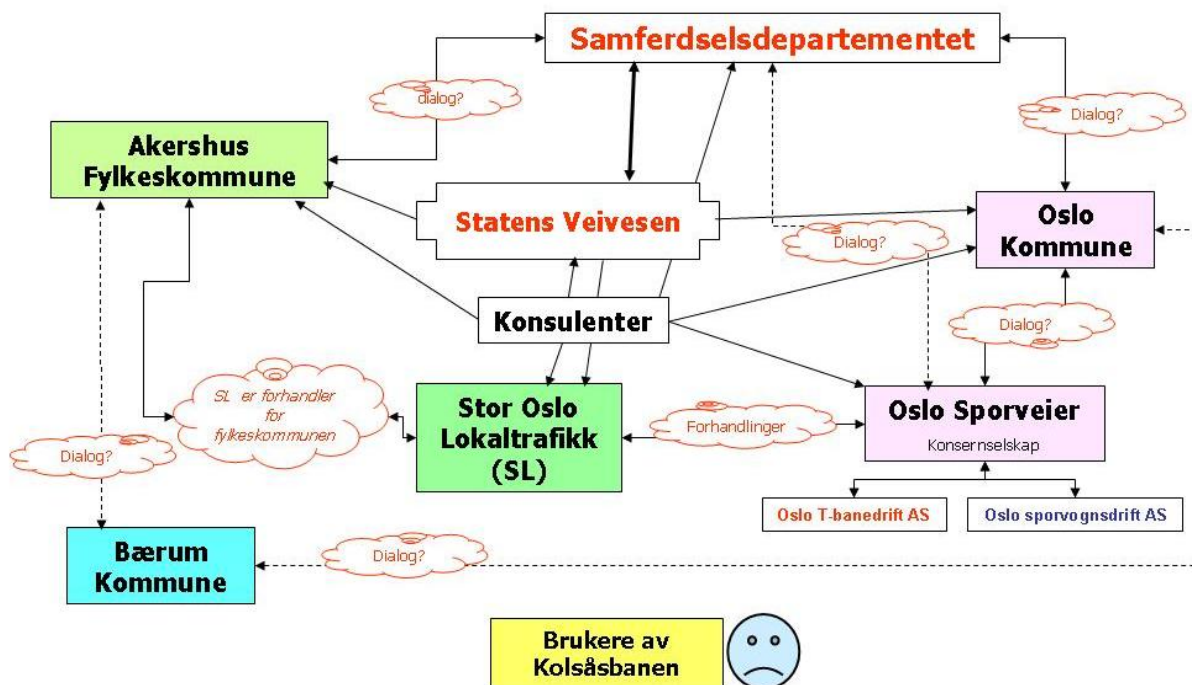 Samferdselsdepartementet
dialog?
Dialog?
Akershus
Fylkeskommune
Statens Veivesen
Dialog?
Oslo
Kommune
Konsulenter
Dialog?
SL er forhandler
for
fylkeskommunen
Stor Oslo
Lokaltrafikk
(SL)
Forhandlinger
Oslo Sporveier
Konsernselskap
Dialog?
Oslo T-banedrift AS
Oslo sporvognsdrift AS
Bærum
Kommune
Dialog?
Brukere av
Kolsåsbanen